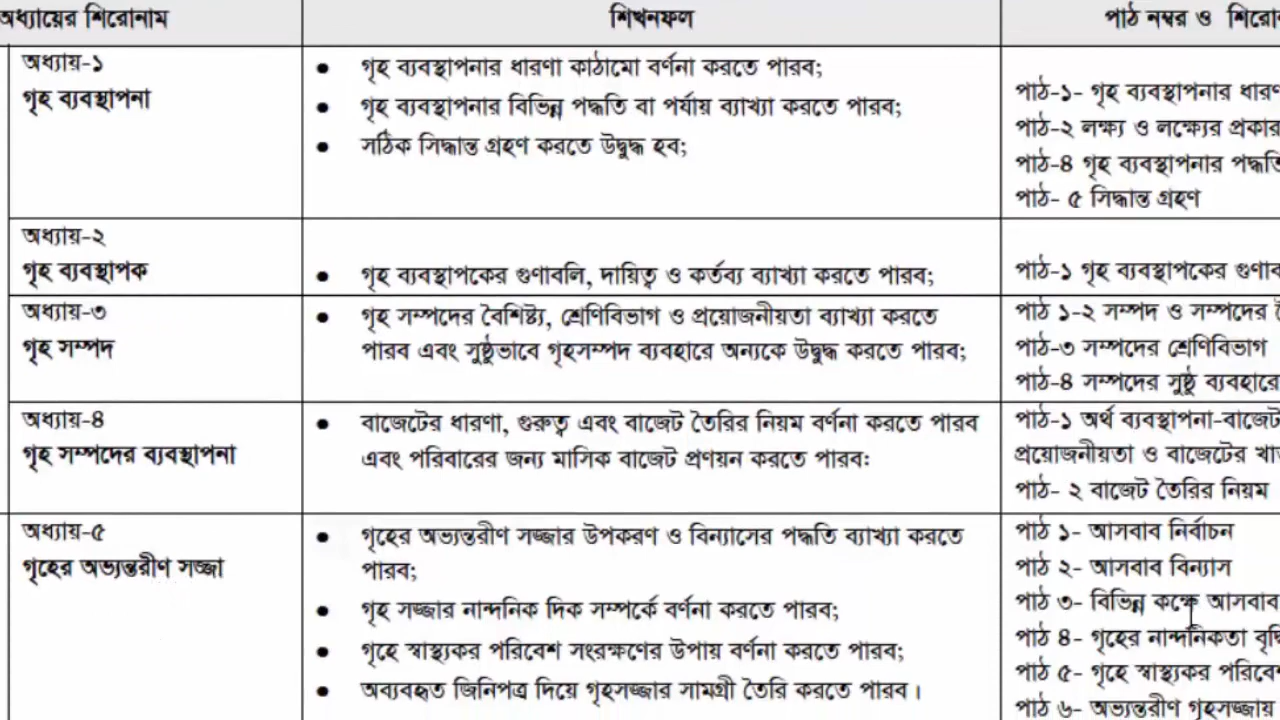 অধ্যায়ের শিরোনাম
শিখনফল
পাঠ নম্বর ও
অধ্যায়-১
গৃহ ব্যবস্থাপনা
● গৃহ ব্যবস্থাপনার ধারণা কাঠামো বর্ণনা করতে পারব;
● গৃহ ব্যবস্থাপনার বিভিন্ন পদ্ধতি বা পর্যায় ব্যাখ্যা করতে পারব;
● সঠিক সিদ্ধান্ত গ্রহণ করতে উদ্বুদ্ধ হব;
পাঠ-১- গৃহ ব্যবস্থাপনার
পাঠ-২ লক্ষ্য ও লক্ষ্যের
পাঠ-৪ গৃহ ব্যবস্থাপনার
পাঠ- ৫ সিদ্ধান্ত গ্রহণ
অধ্যায়-২
গৃহ ব্যবস্থাপক
● গৃহ ব্যবস্থাপকের গুণাবলি, দায়িত্ব ও কর্তব্য ব্যাখ্যা করতে পারব;
পাঠ-১ গৃহ ব্যবস্থাপকের
অধ্যায়-৩
গৃহ সম্পদ
● গৃহ সম্পদের বৈশিষ্ট্য, শ্রেণিবিভাগ ও প্রয়োজনীয়তা ব্যাখ্যা করতে
পারব এবং সুষ্ঠুভাবে গৃহসম্পদ ব্যবহারে অন্যকে উদ্বুদ্ধ করতে পারব;
পাঠ ১-২ সম্পদ ও সম্পদের
পাঠ-৩ সম্পদের শ্রেণিবিভাগ
পাঠ-৪ সম্পদের সুষ্ঠু ব্যবহারে
অধ্যায়-৪
গৃহ সম্পদের ব্যবস্থাপনা
● বাজেটের ধারণা, গুরুত্ব এবং বাজেট তৈরির নিয়ম বর্ণনা করতে পারব
এবং পরিবারের জন্য মাসিক বাজেট প্রণয়ন করতে পারব:
পাঠ-১ অর্থ ব্যবস্থাপনা-বাজেট
প্রয়োজনীয়তা ও বাজেটের
পাঠ- ২ বাজেট তৈরির নিয়ম
অধ্যায়-৫
গৃহের অভ্যন্তরীণ সজ্জা
● গৃহের অভ্যন্তরীণ সজ্জার উপকরণ ও বিন্যাসের পদ্ধতি ব্যাখ্যা করতে
পারব;
● গৃহ সজ্জার নান্দনিক দিক সম্পর্কে বর্ণনা করতে পারব;
● গৃহে স্বাস্থ্যকর পরিবেশ সংরক্ষণের উপায় বর্ণনা করতে পারব;
● অব্যবহৃত জিনিপত্র দিয়ে গৃহসজ্জার সামগ্রী তৈরি করতে পারব।
পাঠ ১- আসবাব নির্বাচন
পাঠ ২- আসবাব বিন্যাস
পাঠ ৩- বিভিন্ন কক্ষে আসবাব
পাঠ ৪- গৃহের নান্দনিকতা
পাঠ ৫- গৃহে স্বাস্থ্যকর
পাঠ ৬- অভ্যন্তরীণ গৃহসজ্জায়